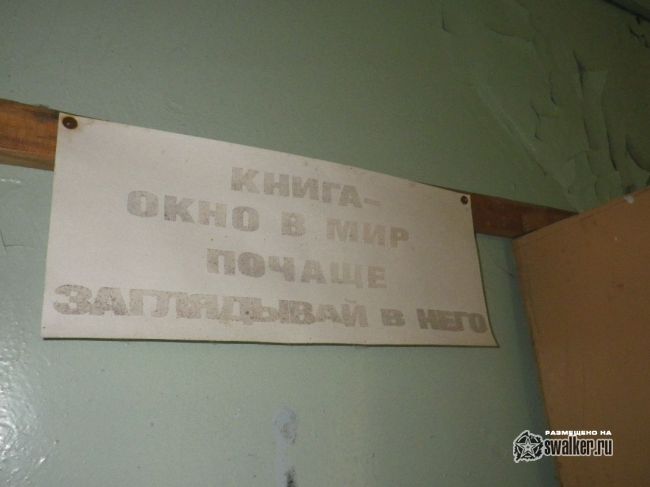 КНИГА-
ОКНО В МИР
ПОЧАЩЕ
ЗАГЛЯДЫВАЙ В НЕГО
РАЗМЕЩЕНО НА
swalker.ru